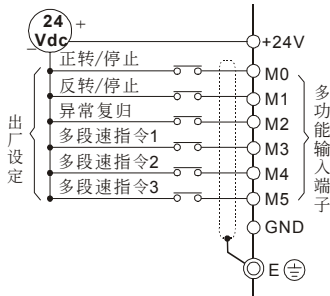 24
Vdc
+
−
+24V
正转/停止
M0
反转/停止
M1
异常复归
M2
多段速指令1
M3
多段速指令2
M4
多段速指令3
M5
GND
E
出厂设定
多功能输入端子